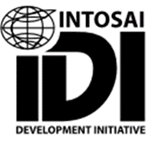 INTOSAI
IDI
DEVELOPMENT INITIATIVE